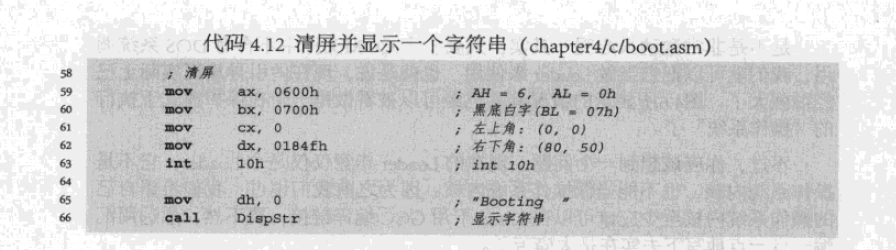 代码4.12 清屏并显示一个字符串 (chapter4/c/boot.asm)
58 ; 清屏
59 mov ax, 0600h ; AH = 6, AL = 0h
60 mov bx, 0700h ; 黑底白字(BL = 07h)
61 mov cx, 0 ; 左上角: (0, 0)
62 mov dx, 0184fh ; 右下角: (80, 50)
63 int 10h ; int 10h
64
65 mov dh, 0 ; "Booting  "
66 call DispStr ; 显示字符串